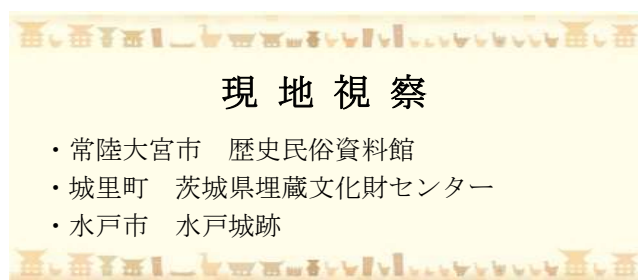 現地視察
・常陸大宮市　歴史民俗資料館
・城里町　茨城県埋蔵文化財センター
・水戸市　水戸城跡